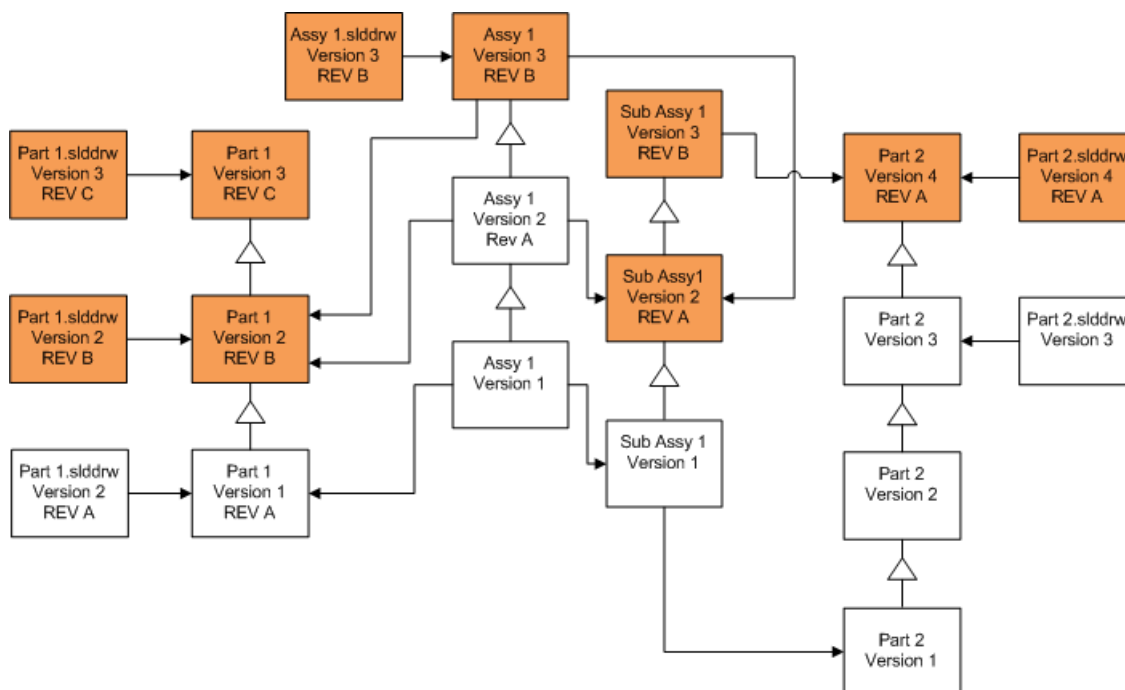 Assy 1.slddrw
Version 3
REV B
Assy 1
Version 3
REV B
Sub Assy 1
Version 3
REV B
Part 1.slddrw
Version 3
REV C
Part 1
Version 3
REV C
Part 2
Version 4
REV A
Part 2.slddrw
Version 4
REV A
Assy 1
Version 2
Rev A
Sub Assy1
Version 2
REV A
Part 1.slddrw
Version 2
REV B
Part 1
Version 2
REV B
Part 2
Version 3
Part 2.slddrw
Version 3
Assy 1
Version 1
Sub Assy 1
Version 1
Part 1.slddrw
Version 2
REV A
Part 1
Version 1
REV A
Part 2
Version 2
Part 2
Version 1